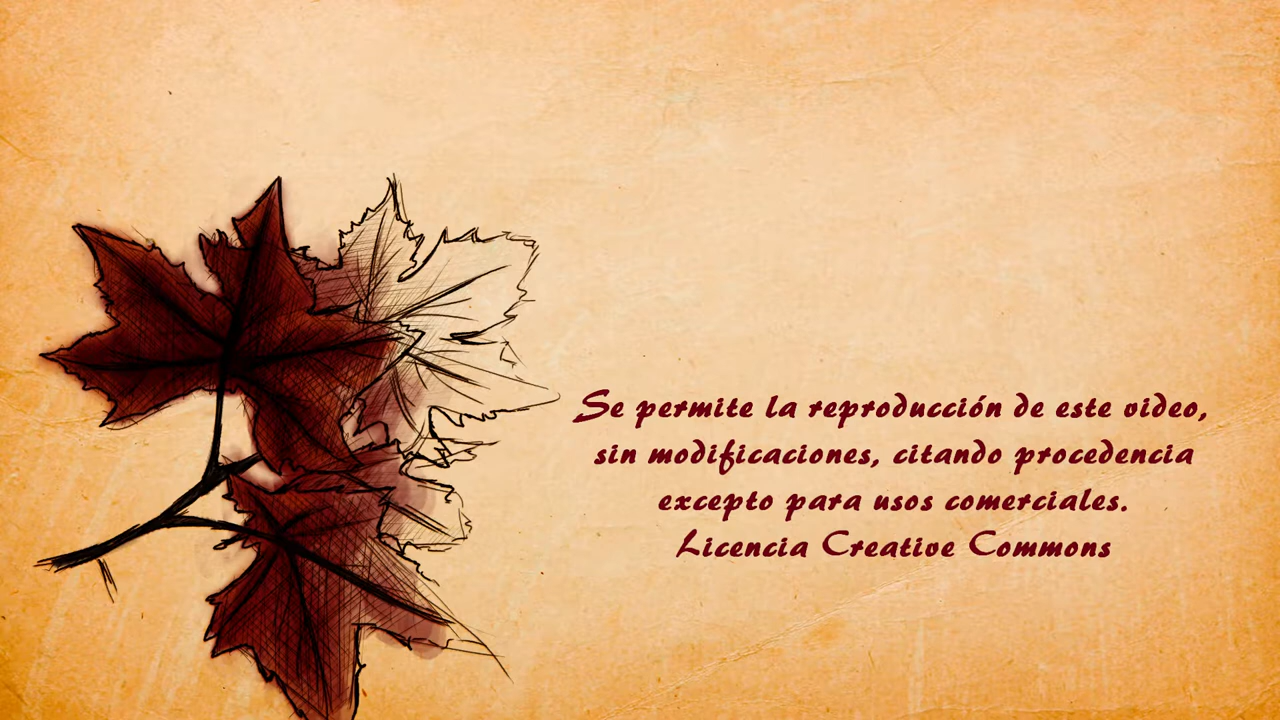 Se permite la reproducción de este video,
sin modificaciones, citando procedencia
excepto para usos comerciales.
Licencia Creative Commons